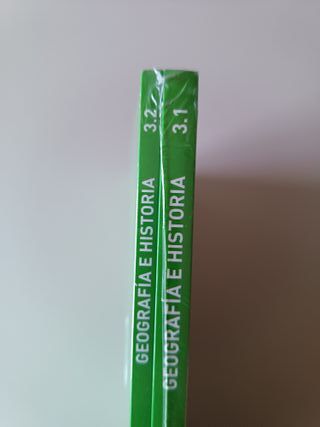 GEOGRAFÍA E HISTORIA 3.2
GEOGRAFÍA E HISTORIA 3.1